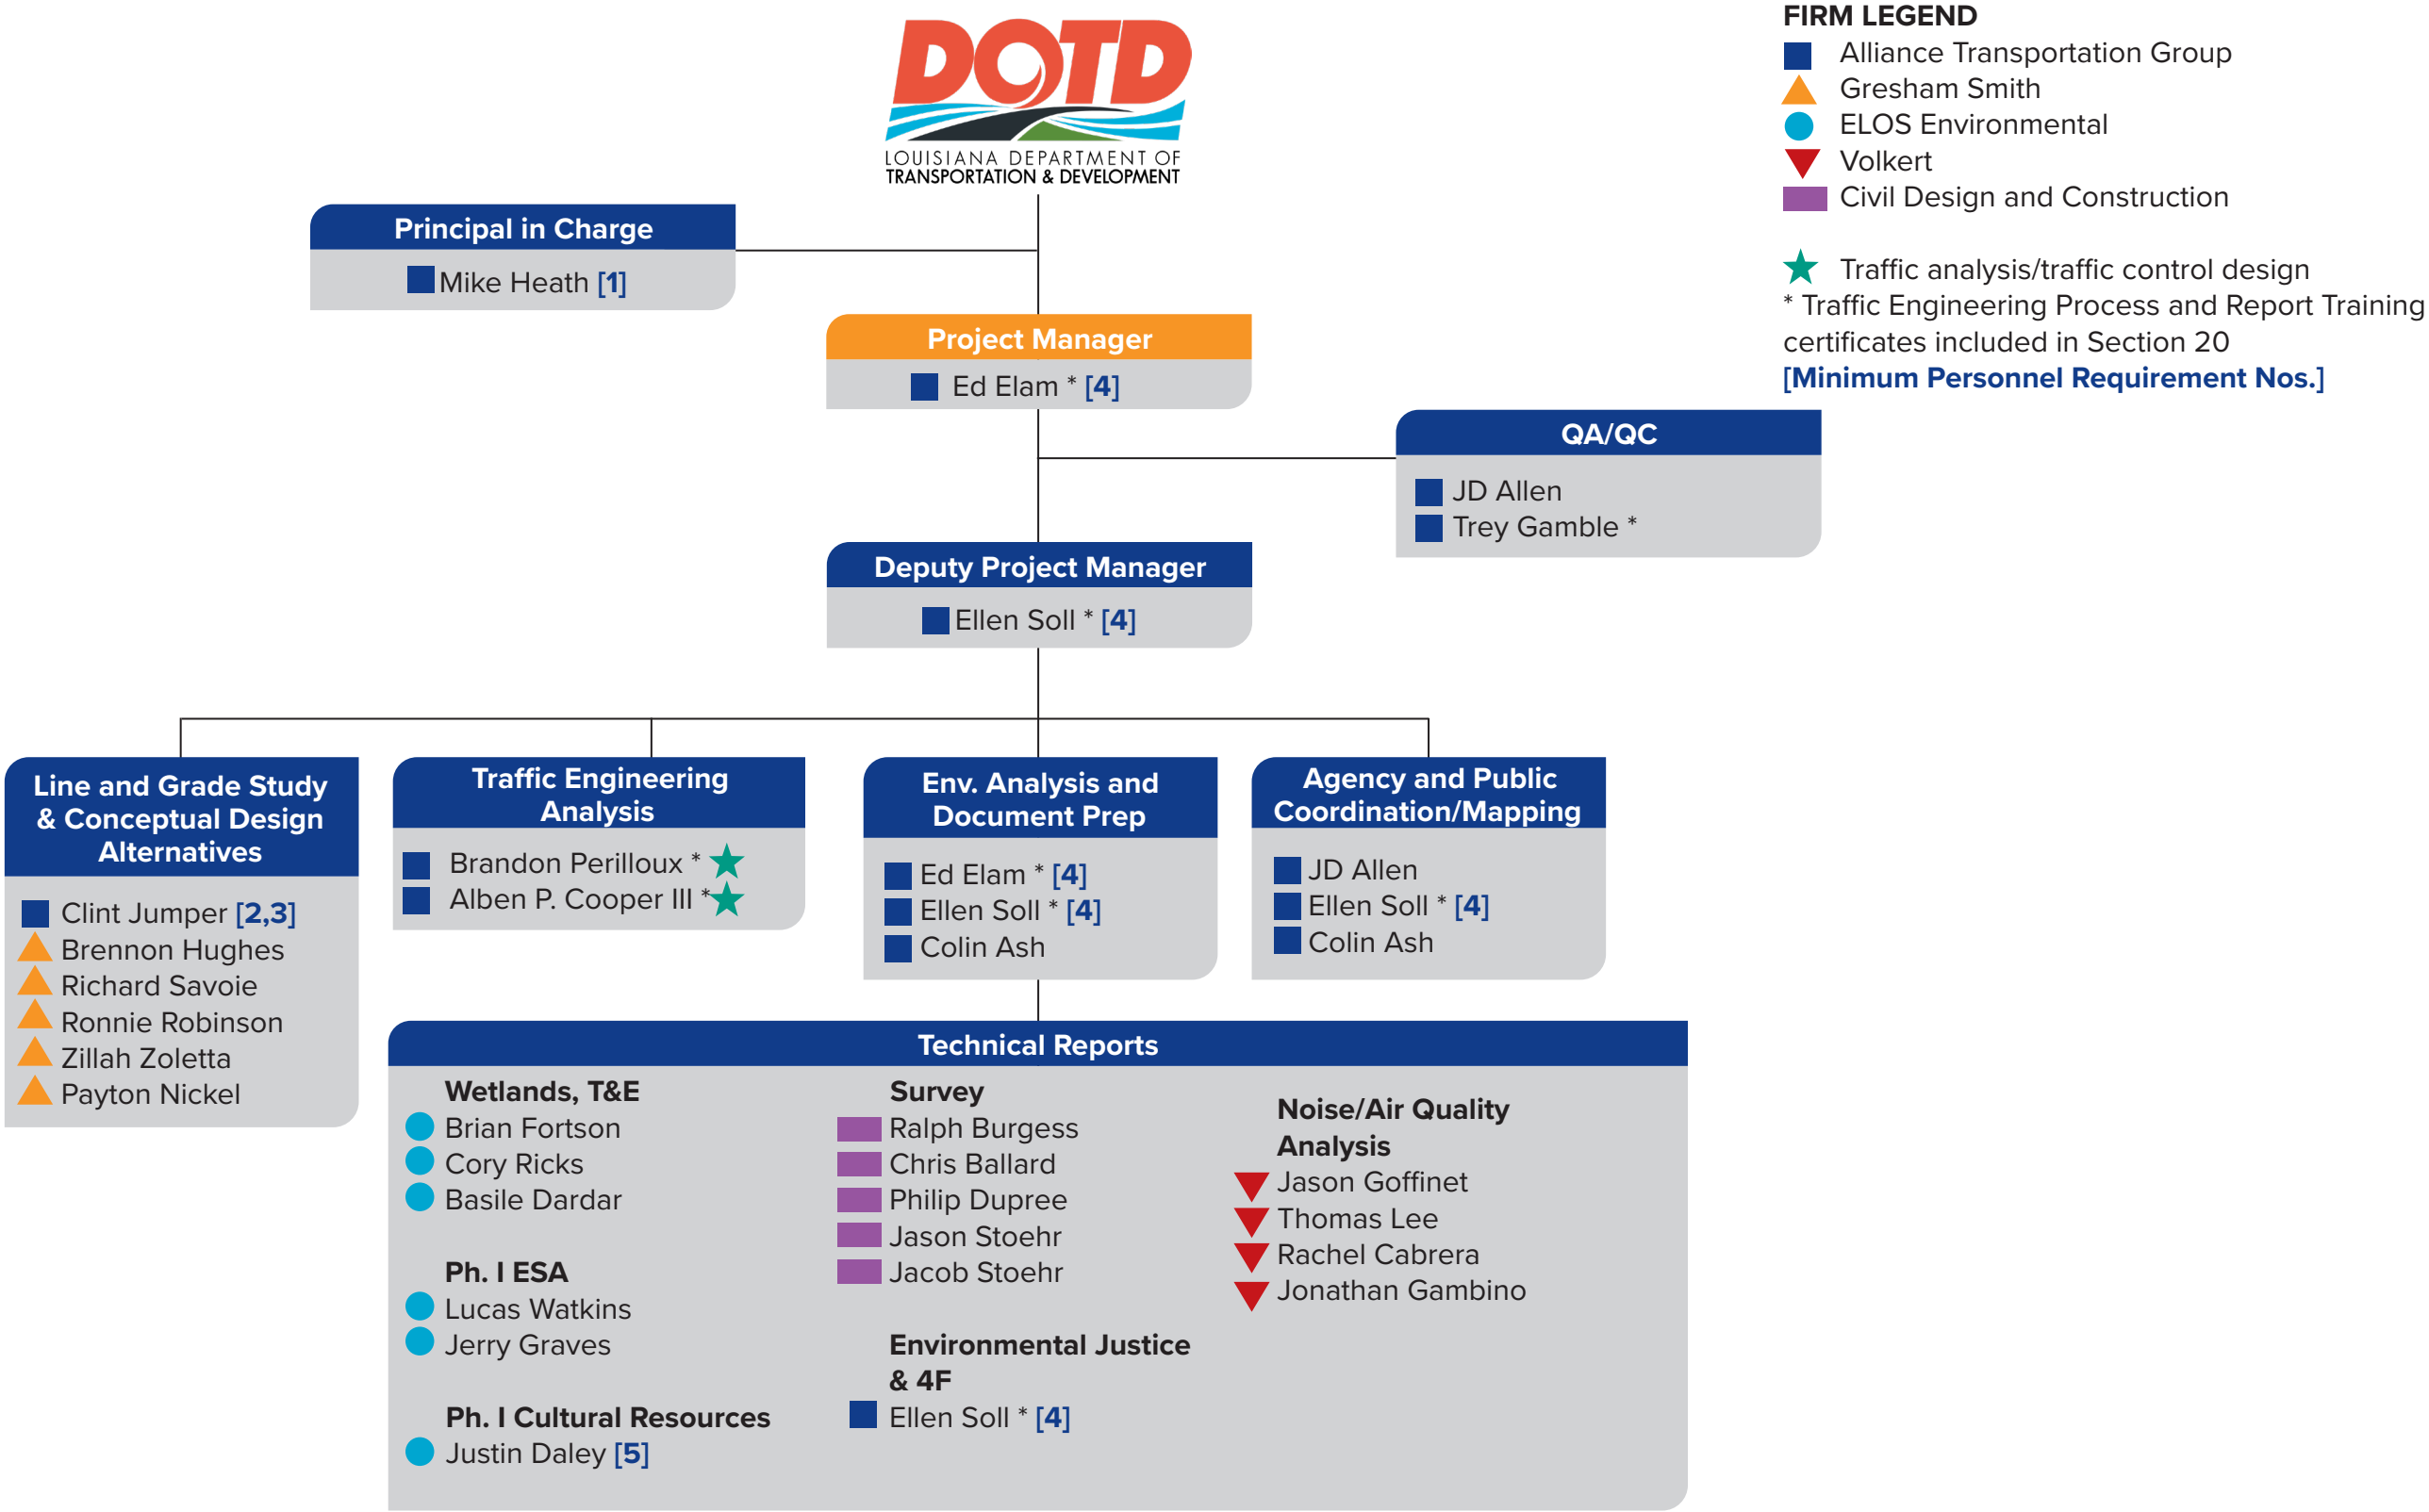 DOTD
LOUISIANA DEPARTMENT OF
TRANSPORTATION & DEVELOPMENT
FIRM LEGEND
Alliance Transportation Group
Gresham Smith
ELOS Environmental
Volkert
Civil Design and Construction
Traffic analysis/traffic control design
* Traffic Engineering Process and Report Training
certificates included in Section 20
[Minimum Personnel Requirement Nos.]
Principal in Charge
Mike Heath [1]
Project Manager
Ed Elam * [4]
QA/QC
JD Allen
Trey Gamble *
Deputy Project Manager
Ellen Soll * [4]
Line and Grade Study
& Conceptual Design
Alternatives
Clint Jumper [2,3]
Brennon Hughes
Richard Savoie
Ronnie Robinson
Zillah Zoletta
Payton Nickel
Traffic Engineering
Analysis
Brandon Perilloux *
Alben P. Cooper III *
Env. Analysis and
Document Prep
Ed Elam * [4]
Ellen Soll * [4]
Colin Ash
Agency and Public
Coordination/Mapping
JD Allen
Ellen Soll * [4]
Colin Ash
Technical Reports
Wetlands, T&E
Brian Fortson
Cory Ricks
Basile Dardar
Ph. I ESA
Lucas Watkins
Jerry Graves
Ph. I Cultural Resources
Justin Daley [5]
Survey
Ralph Burgess
Chris Ballard
Philip Dupree
Jason Stoehr
Jacob Stoehr
Environmental Justice
& 4F
Ellen Soll * [4]
Noise/Air Quality
Analysis
Jason Goffinet
Thomas Lee
Rachel Cabrera
Jonathan Gambino